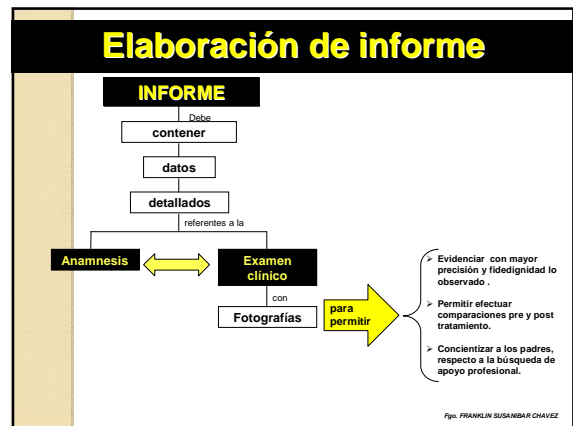 Elaboración de informe
INFORME
Debe
contener
datos
detallados
referentes a la
Anamnesis
Examen
clínico
con
Fotografías
para
permitir
➢ Evidenciar con mayor
precisión y fidedignidad lo
observado .
➢ Permitir efectuar
comparaciones pre y post
tratamiento.
➢ Concientizar a los padres,
respecto a la búsqueda de
apoyo profesional.
Fgo. FRANKLIN SUSANIBAR CHAVEZ